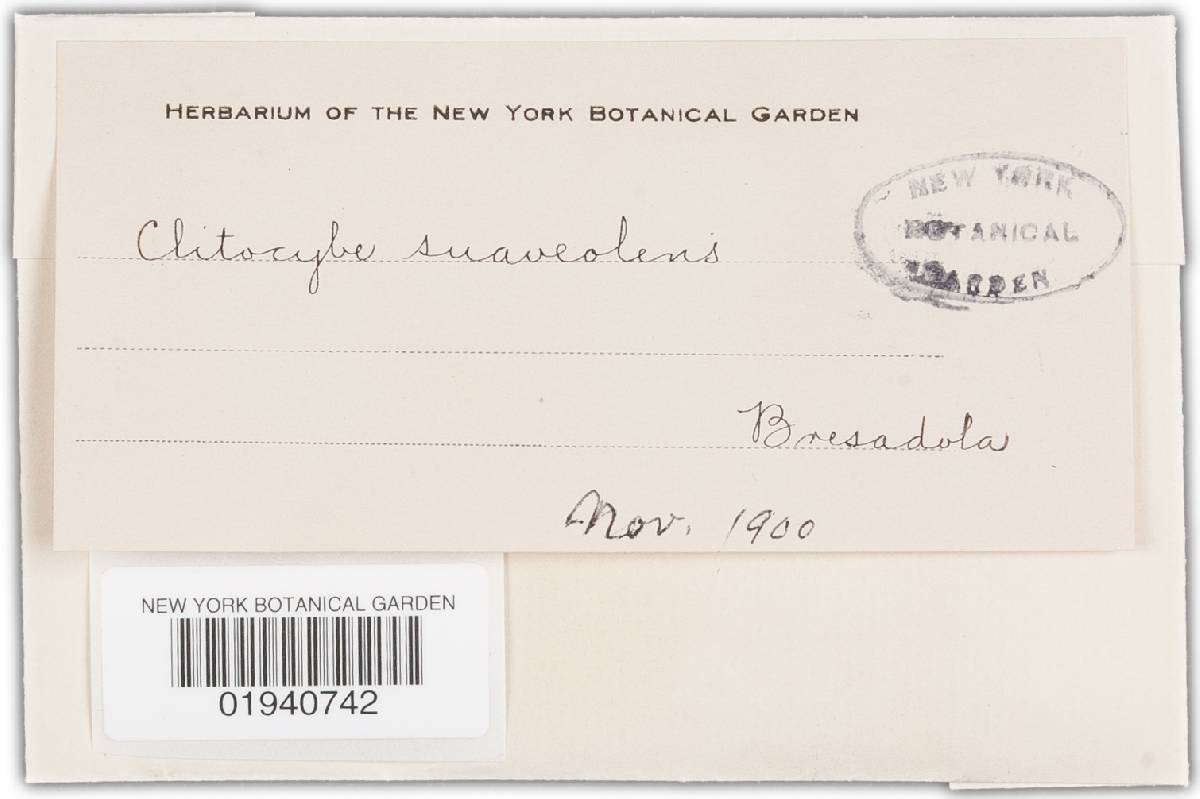 HERBARIUM OF THE NEW YORK BOTANICAL GARDEN
NEW YORK
BOTANICAL
GARDEN
Clitocybe suaveolens
Bresadola
Nov. 1900
NEW YORK BOTANICAL GARDEN
01940742